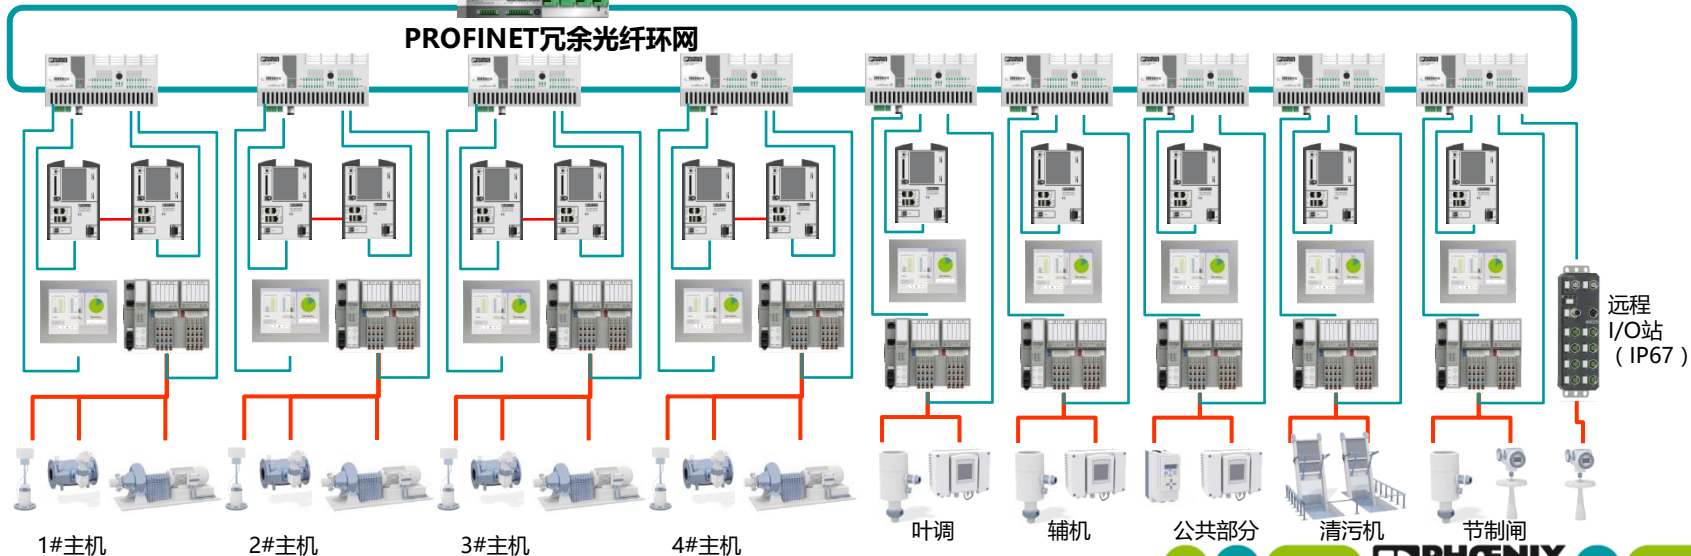 PROFINET冗余光纤环网
远程
I/O站
（IP67）
1#主机
2#主机
3#主机
4#主机
叶调
辅机
公共部分
清污机
节制闸
PHŒNIX